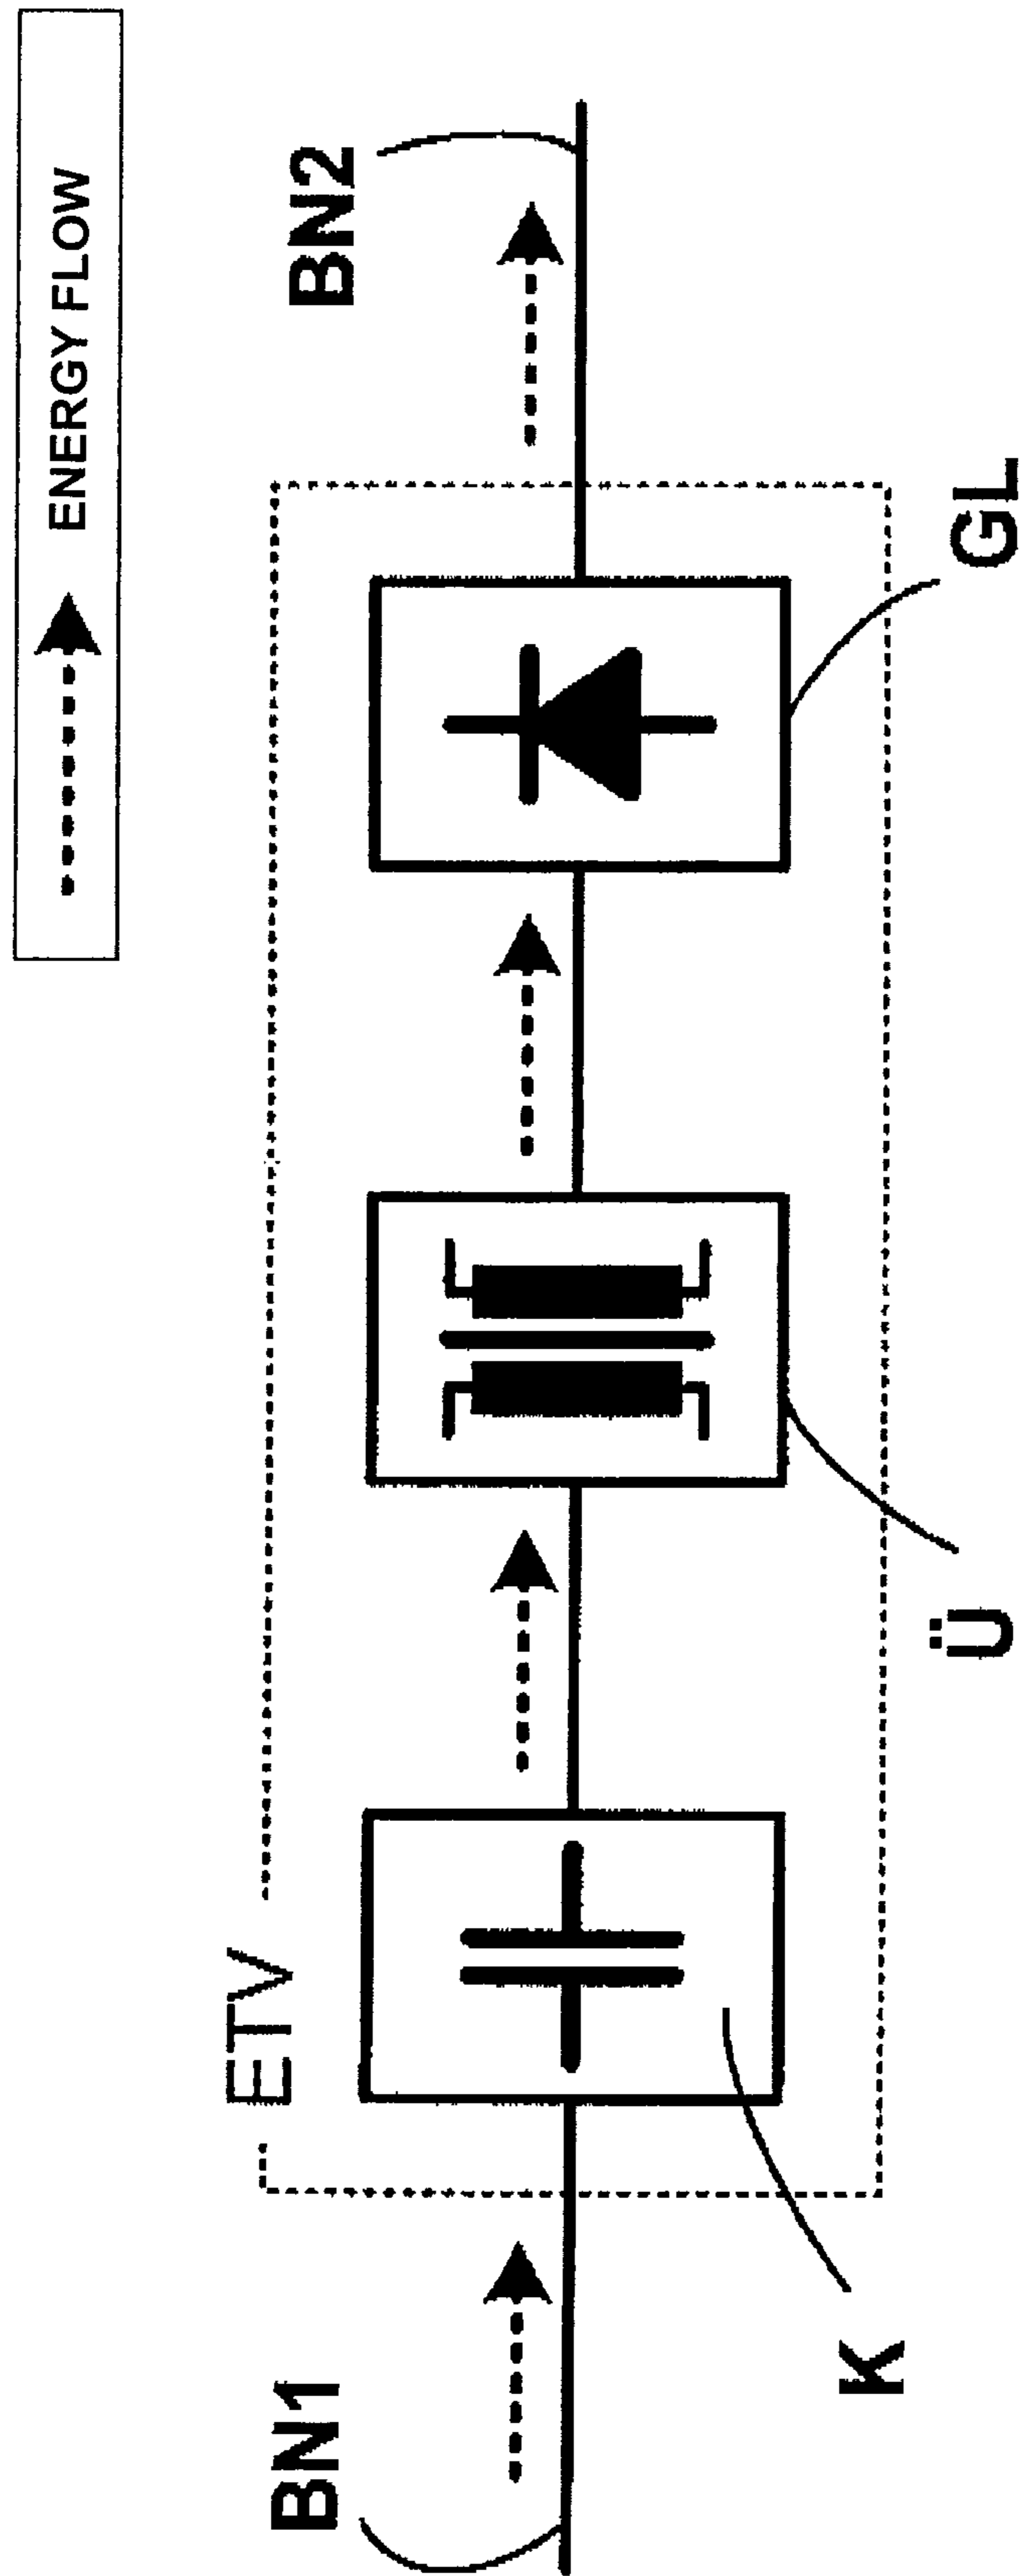 ENERGY FLOW
BN1
ETV
BN2
K
Ü
GL